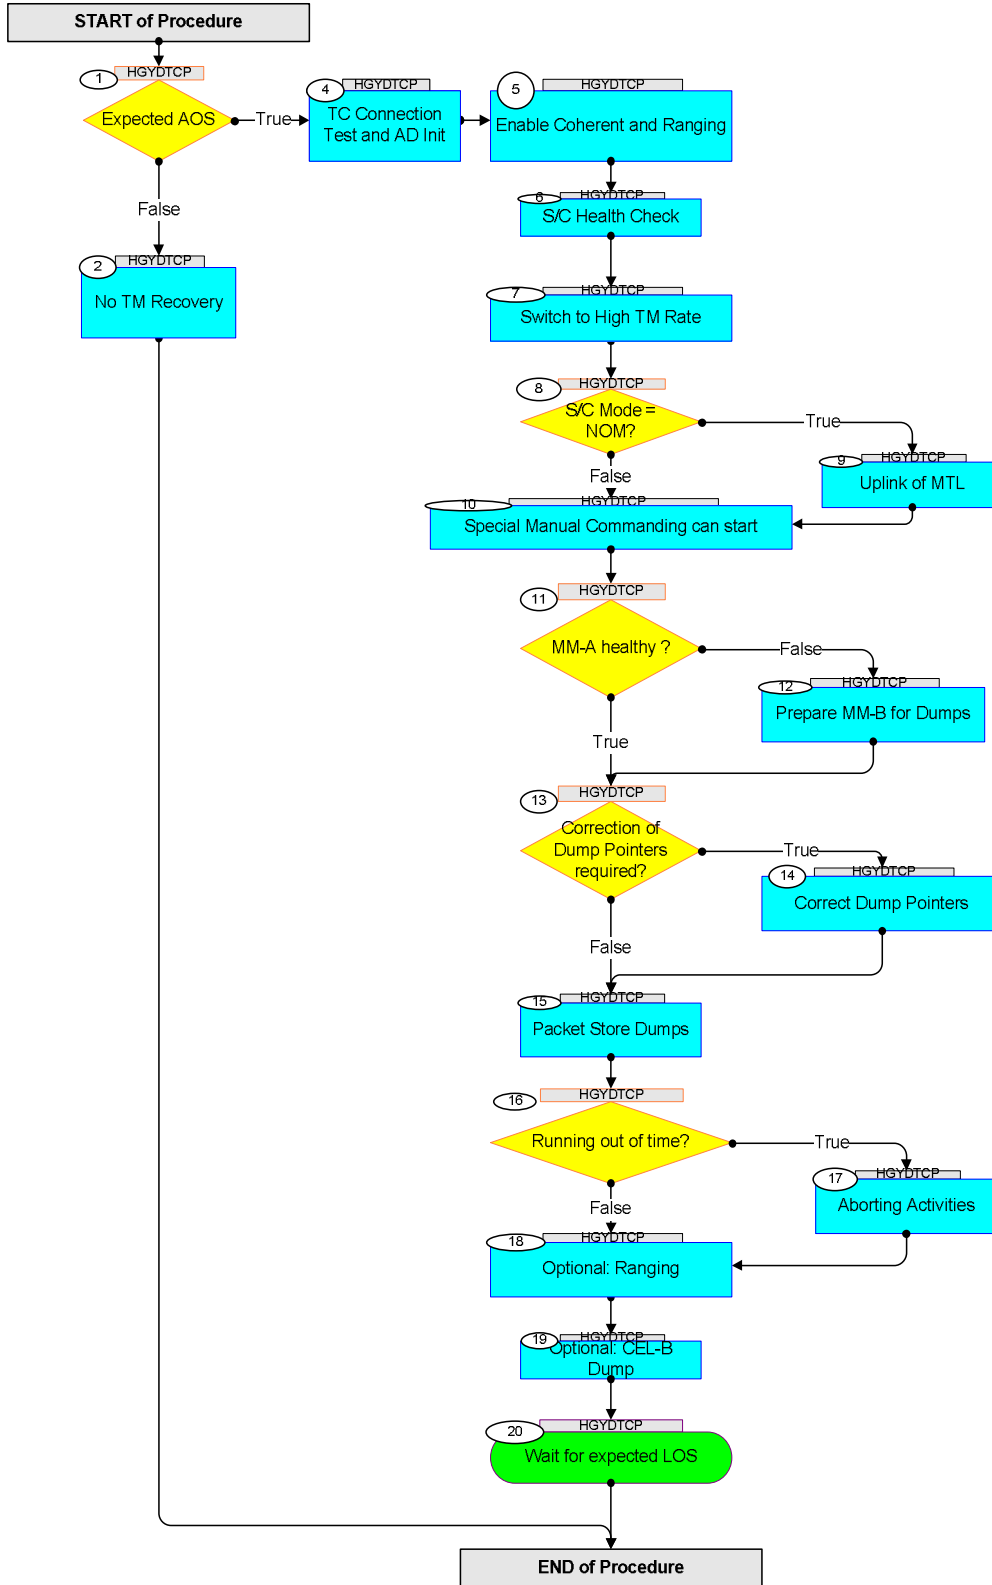 START of Procedure
1
HGYDTCP
Expected AOS
True
4
HGYDTCP
TC Connection
Test and AD Init
5
HGYDTCP
Enable Coherent and Ranging
False
6
HGYDTCP
S/C Health Check
2
HGYDTCP
No TM Recovery
7
HGYDTCP
Switch to High TM Rate
8
HGYDTCP
S/C Mode =
NOM?
True
False
9
HGYDTCP
Uplink of MTL
10
HGYDTCP
Special Manual Commanding can start
11
HGYDTCP
MM-A healthy ?
False
12
HGYDTCP
Prepare MM-B for Dumps
True
13
HGYDTCP
Correction of
Dump Pointers
required?
True
14
HGYDTCP
Correct Dump Pointers
False
15
HGYDTCP
Packet Store Dumps
16
HGYDTCP
Running out of time?
True
17
HGYDTCP
Aborting Activities
False
18
HGYDTCP
Optional: Ranging
19
HGYDTCP
Optional: CEL-B
Dump
20
HGYDTCP
Wait for expected LOS
END of Procedure